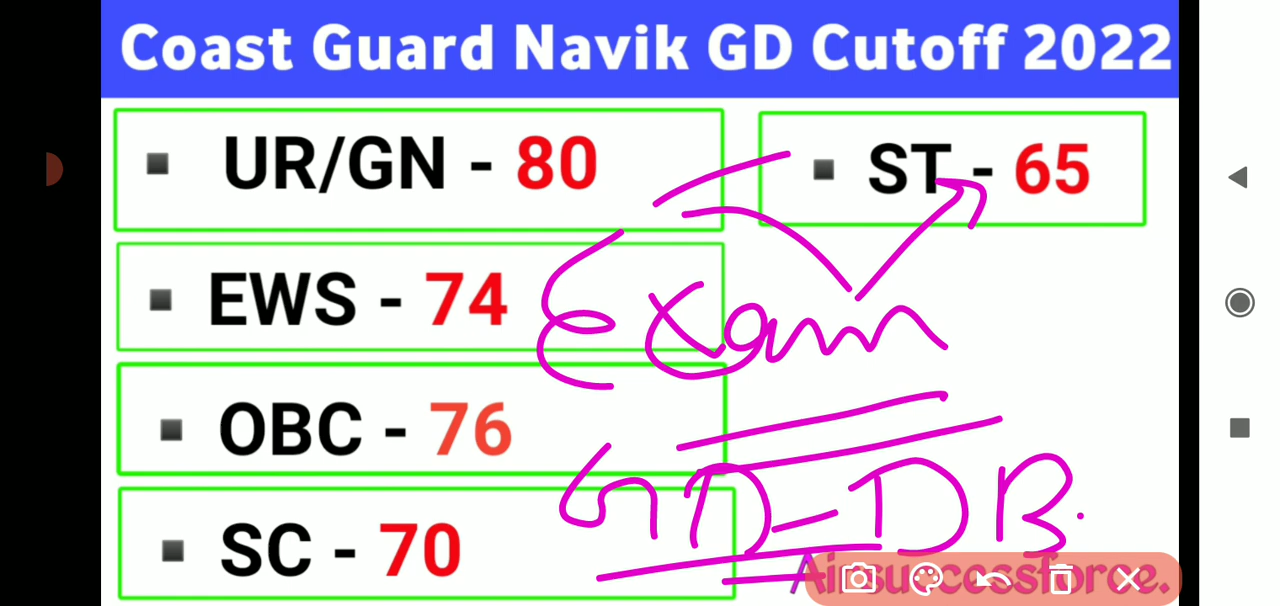 Coast Guard Navik GD Cutoff 2022
UR/GN - 80
ST - 65
EWS - 74
Exam
OBC - 76
GD-DB
SC - 70
Airsuccessforce.